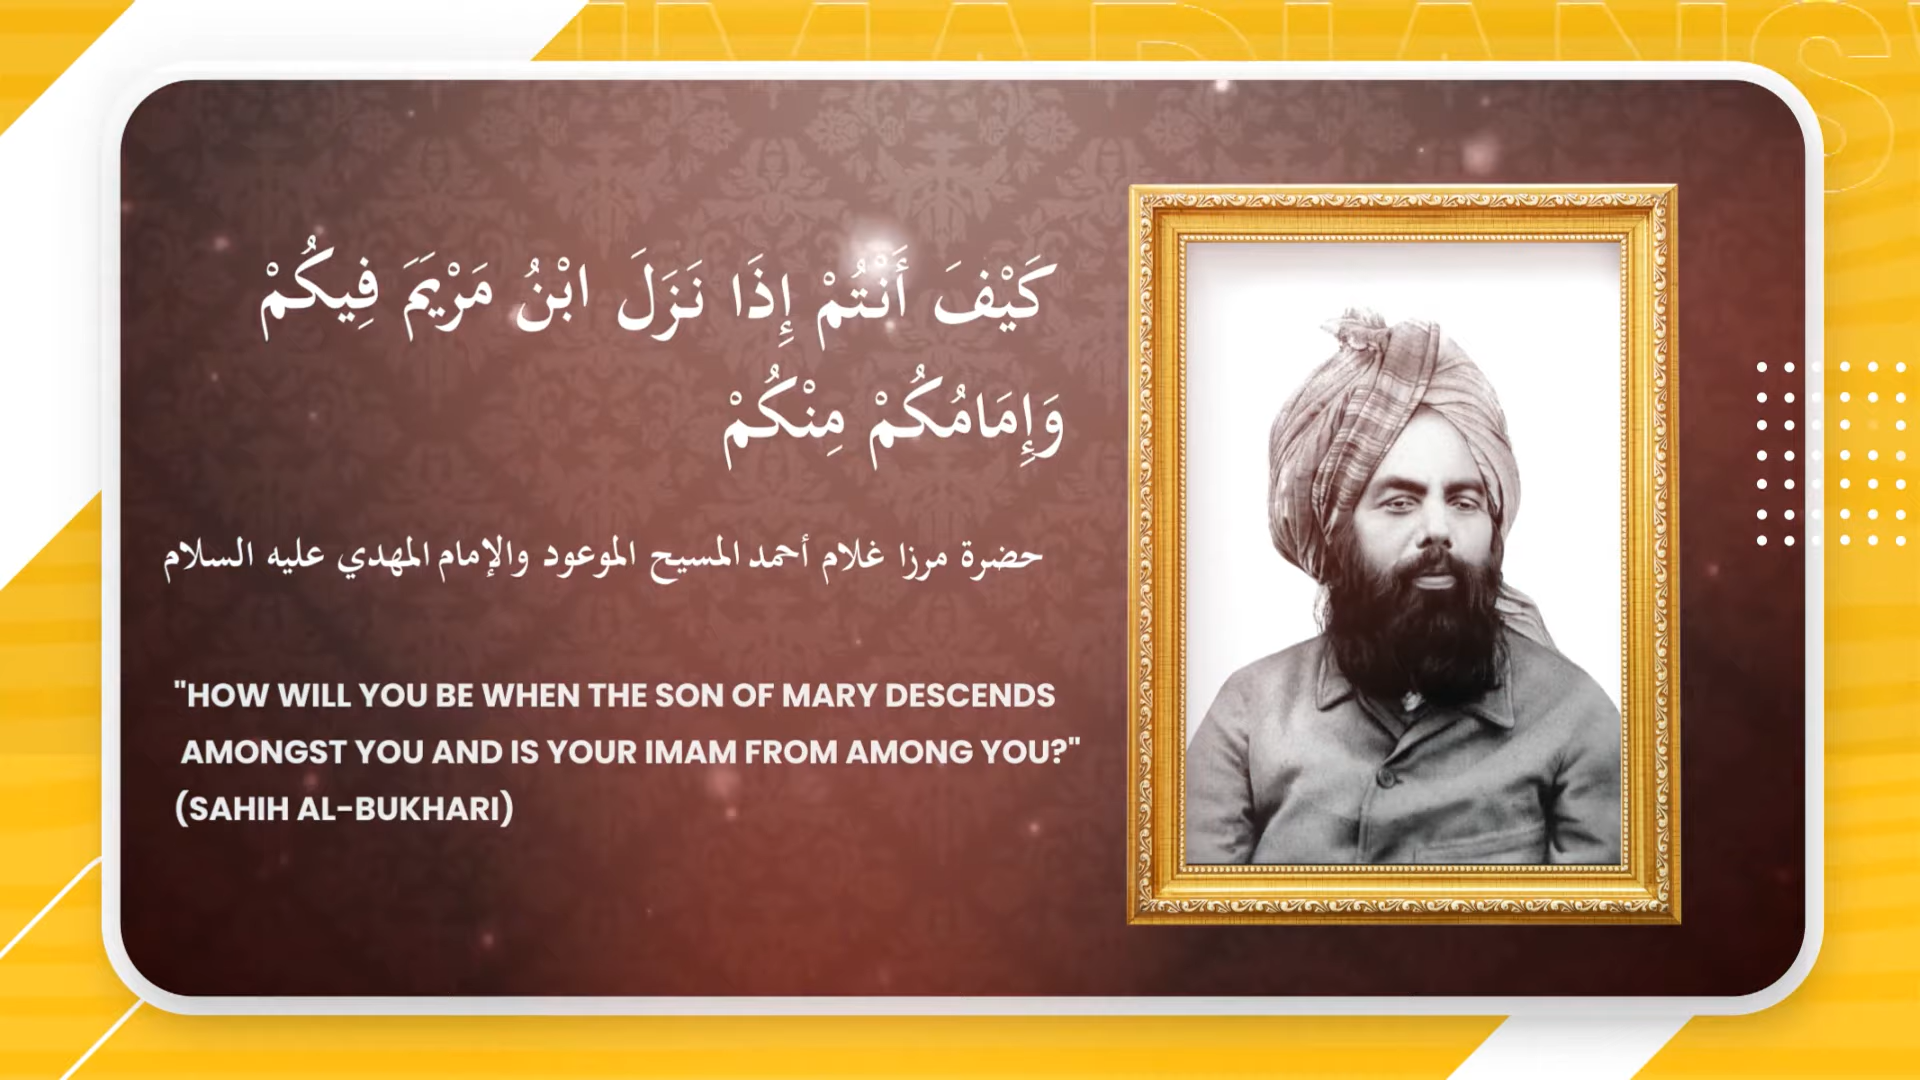 كَيْفَ أَنْتُمْ إِذَا نَزَلَ ابْنُ مَرْيَمَ فِيكُمْ
وَإِمَامُكُمْ مِنْكُمْ
حضرة مرزا غلام أحمد المسيح الموعود والإمام المهدي عليه السلام
"HOW WILL YOU BE WHEN THE SON OF MARY DESCENDS
AMONGST YOU AND IS YOUR IMAM FROM AMONG YOU?"
(SAHIH AL-BUKHARI)